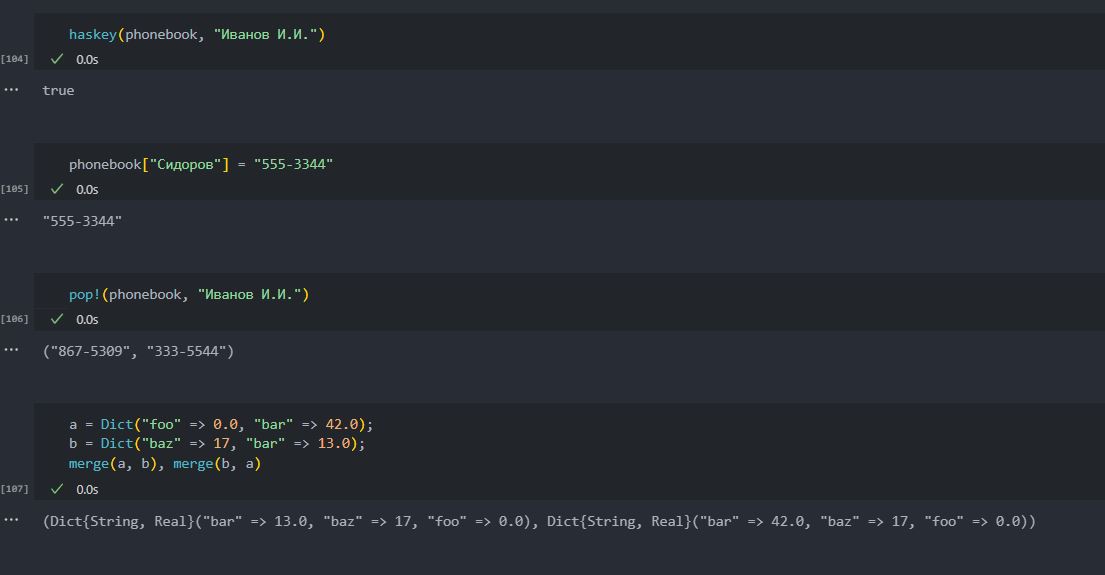 haskey(phonebook, "Иванов И.И.")
[104]
0.0s
true
phonebook["Сидоров"] = "555-3344"
[105]
0.0s
"555-3344"
pop!(phonebook, "Иванов И.И.")
[106]
0.0s
("867-5309", "333-5544")
a = Dict("foo" => 0.0, "bar" => 42.0);
b = Dict("baz" => 17, "bar" => 13.0);
merge(a, b), merge(b, a)
[107]
0.0s
(Dict{String, Real}("bar" => 13.0, "baz" => 17, "foo" => 0.0), Dict{String, Real}("bar" => 42.0, "baz" => 17, "foo" => 0.0))